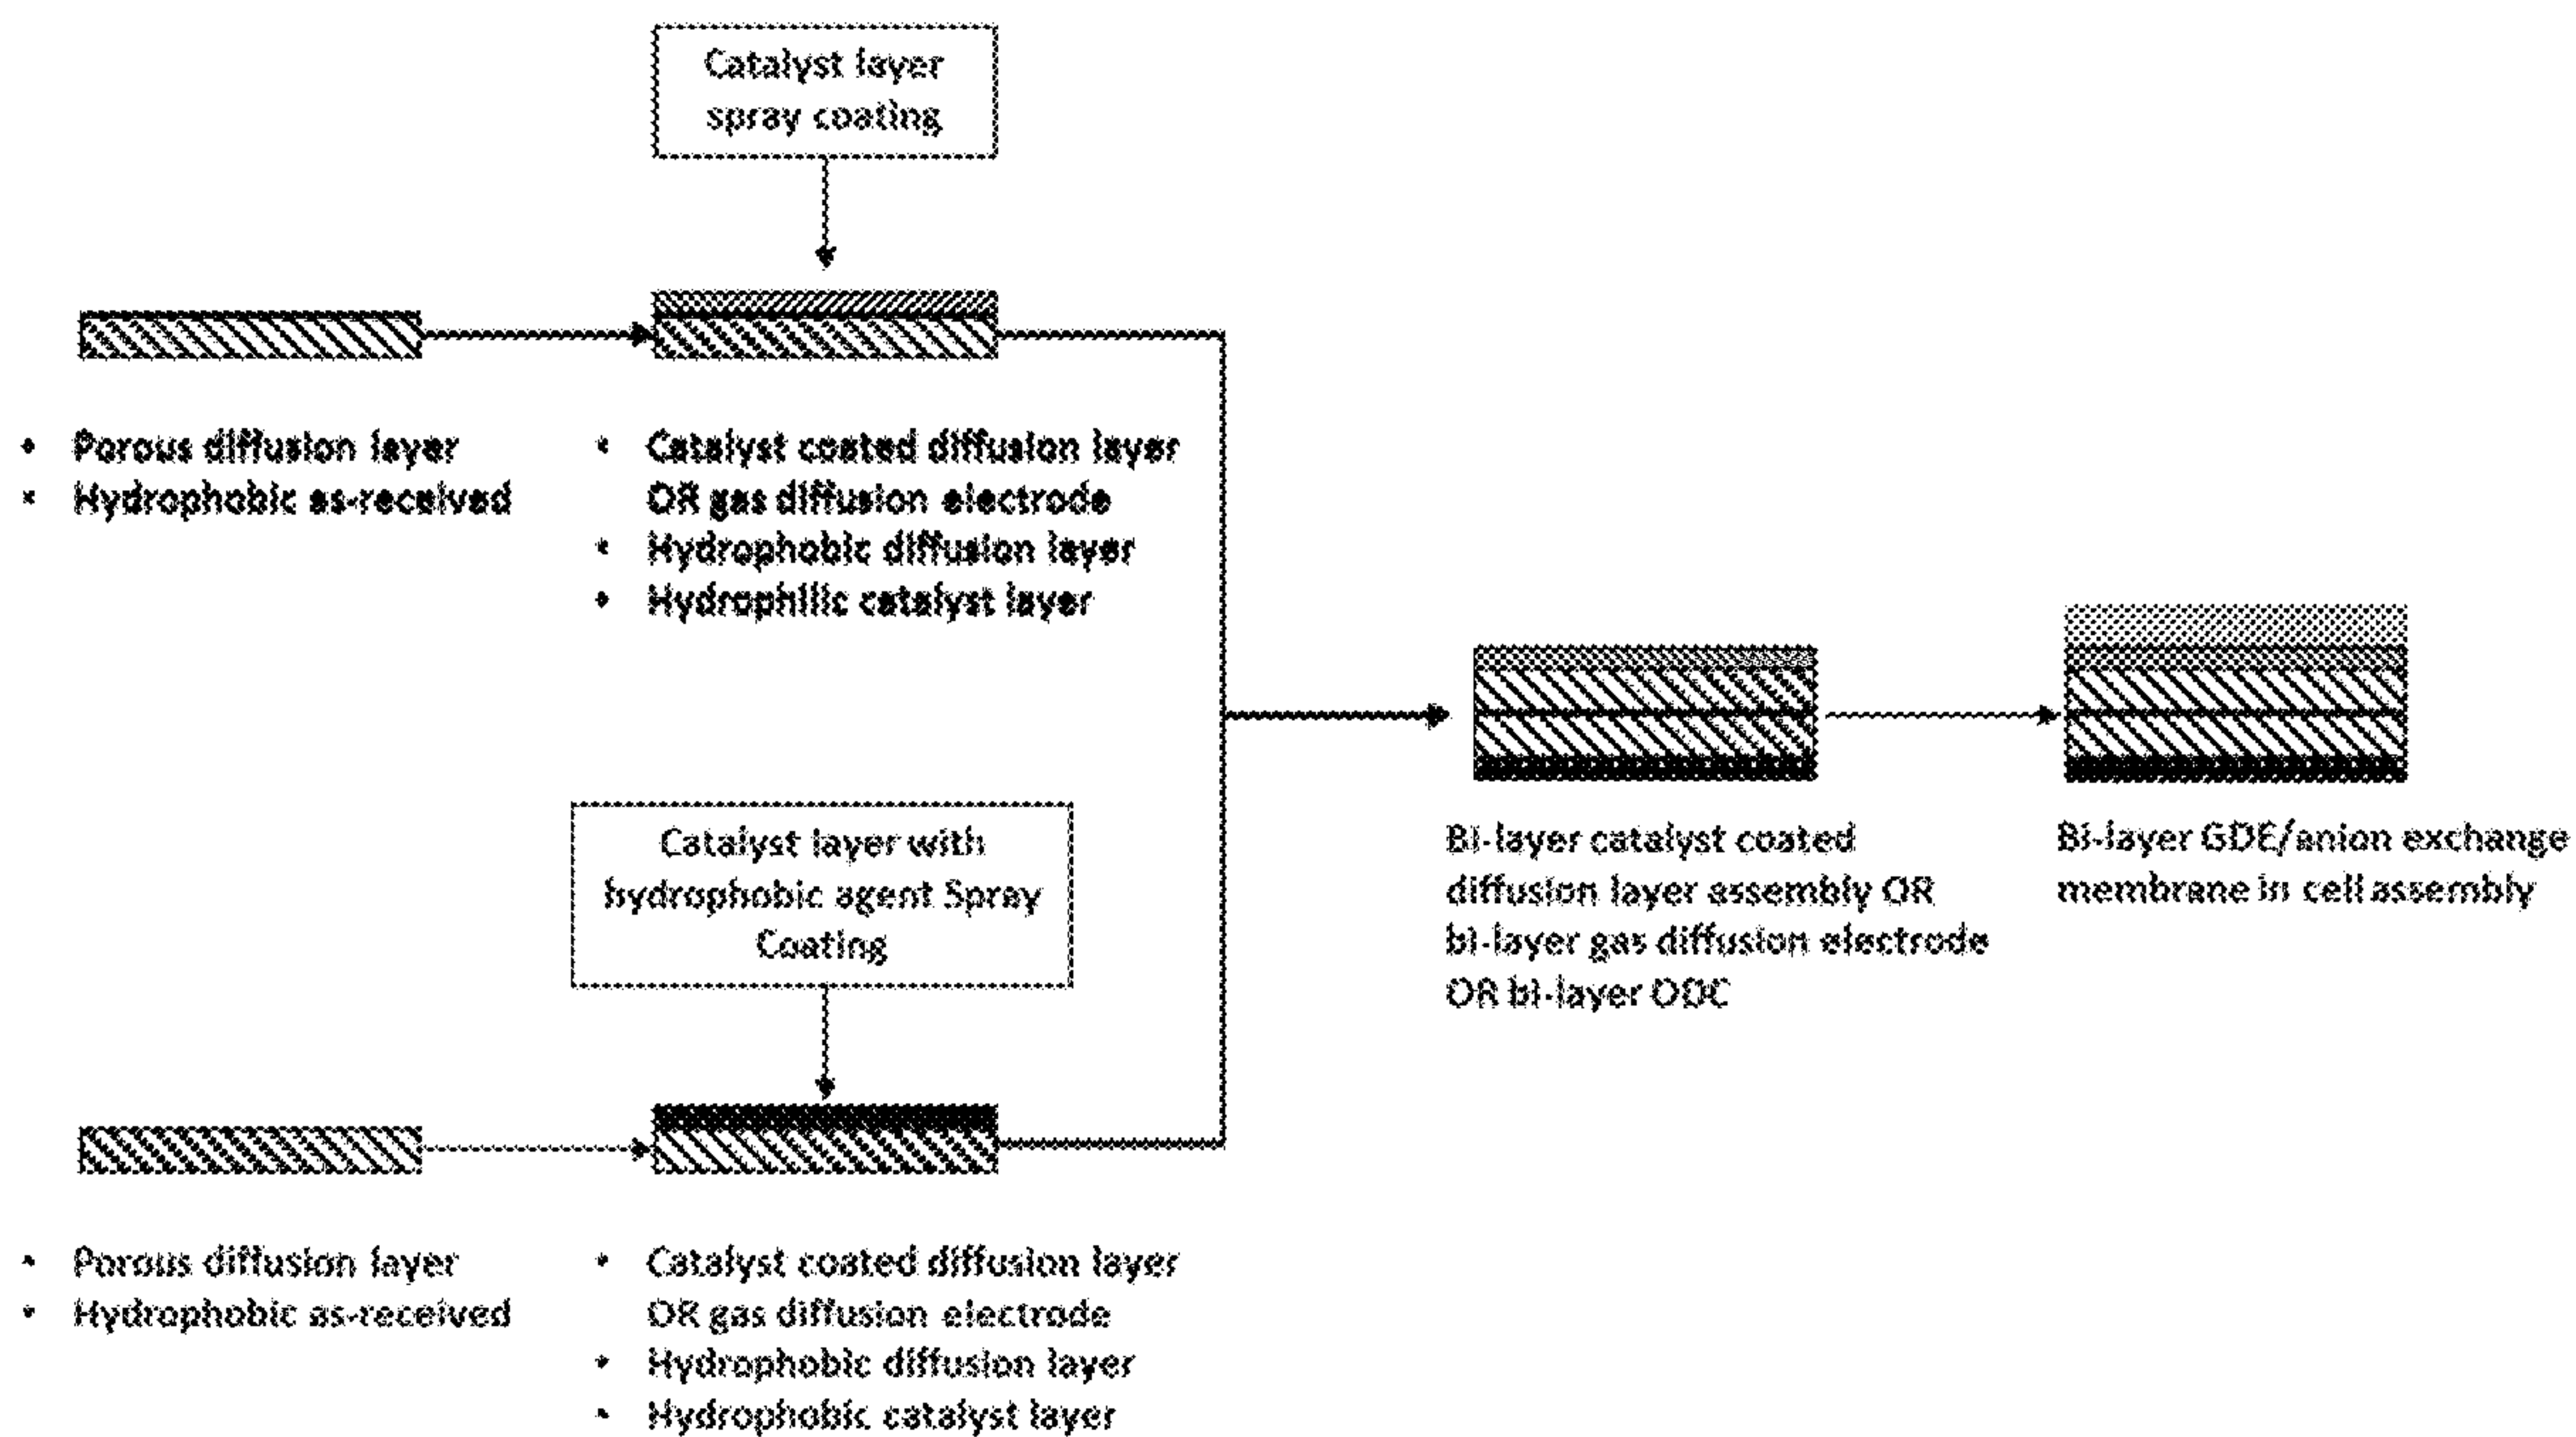 Catalyst layer
spray coating
• Porous diffusion layer
• Hydrophobic as-received
• Catalyst coated diffusion layer
OR gas diffusion electrode
• Hydrophobic diffusion layer
• Hydrophilic catalyst layer
Catalyst layer with
hydrophobic agent Spray
Coating
• Porous diffusion layer
• Hydrophobic as-received
• Catalyst coated diffusion layer
OR gas diffusion electrode
• Hydrophobic diffusion layer
• Hydrophobic catalyst layer
Bi-layer catalyst coated
diffusion layer assembly OR
bi-layer gas diffusion electrode
OR bi-layer ODC
Bi-layer GDE/anion exchange
membrane in cell assembly